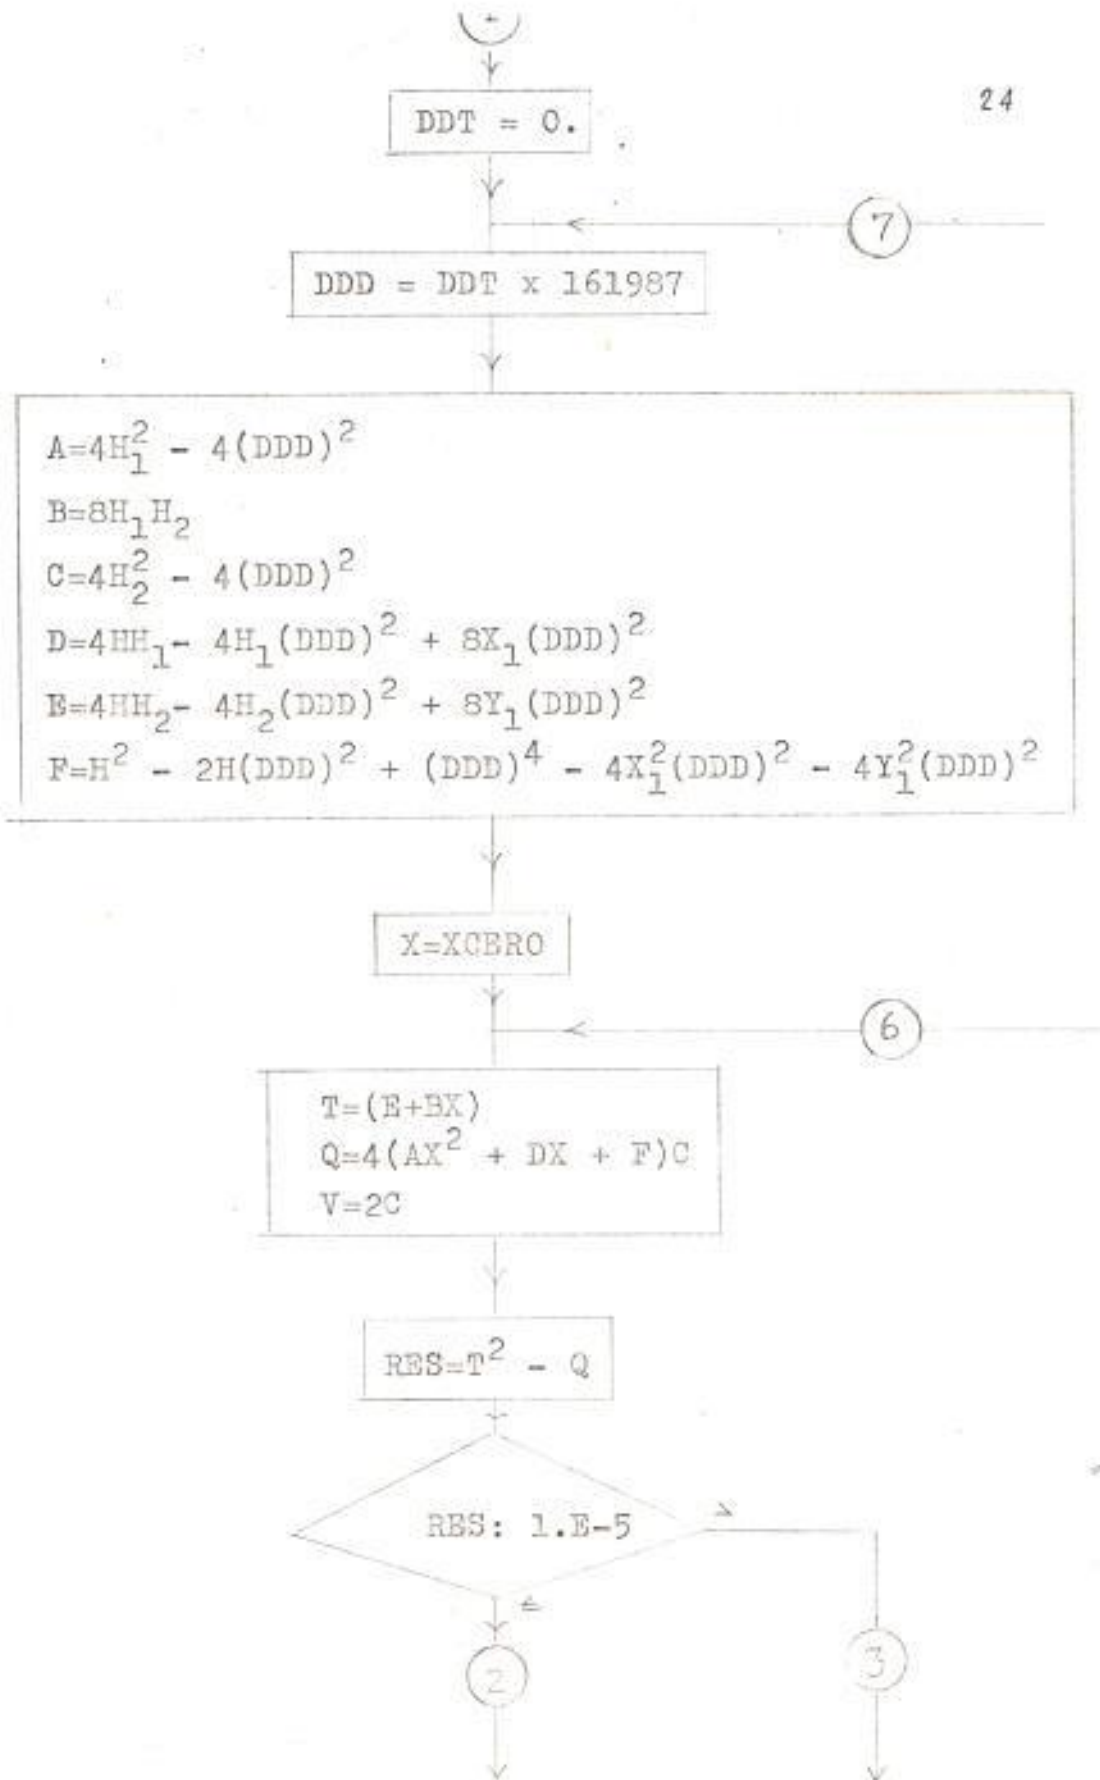 24
DDT = 0.
7
DDD = DDT x 161987
A=4H₁² - 4(DDD)²
B=8H₁H₂
C=4H₂² - 4(DDD)²
D=4HH₁- 4H₁(DDD)² + 8X₁(DDD)²
E=4HH₂- 4H₂(DDD)² + 8Y₁(DDD)²
F=H² - 2H(DDD)² + (DDD)⁴ - 4X₁²(DDD)² - 4Y₁²(DDD)²
X=XCERO
6
T=(E+BX)
Q=4(AX² + DX + F)C
V=2C
RES=T² - Q
RES: 1.E-5
>
2
3